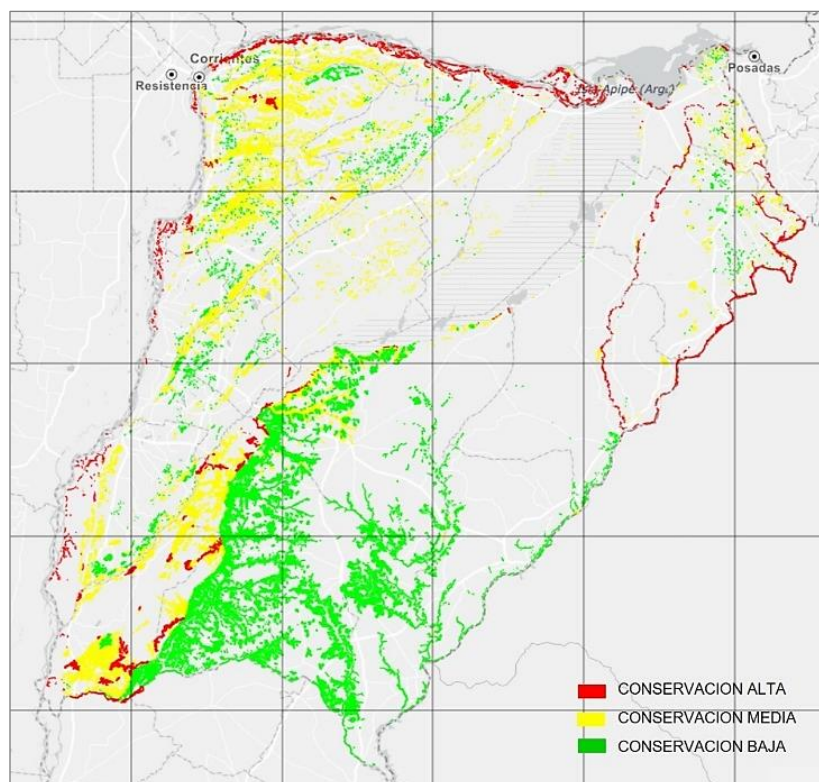 Corrientes
Resistencia
Posadas
Isla Apipé (Arg.)
CONSERVACION ALTA
CONSERVACION MEDIA
CONSERVACION BAJA